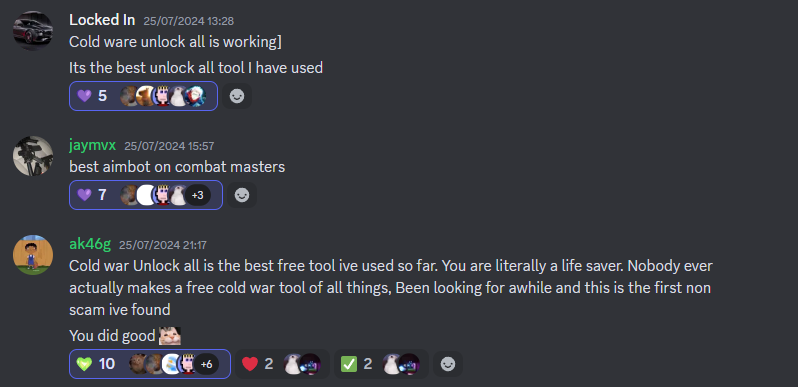 Locked In 25/07/2024 13:28
Cold ware unlock all is working]
Its the best unlock all tool I have used
5
jaymvx 25/07/2024 15:57
best aimbot on combat masters
7 +3
ak46g 25/07/2024 21:17
Cold war Unlock all is the best free tool ive used so far. You are literally a life saver. Nobody ever
actually makes a free cold war tool of all things, Been looking for awhile and this is the first non
scam ive found
You did good
10 +6 2 2